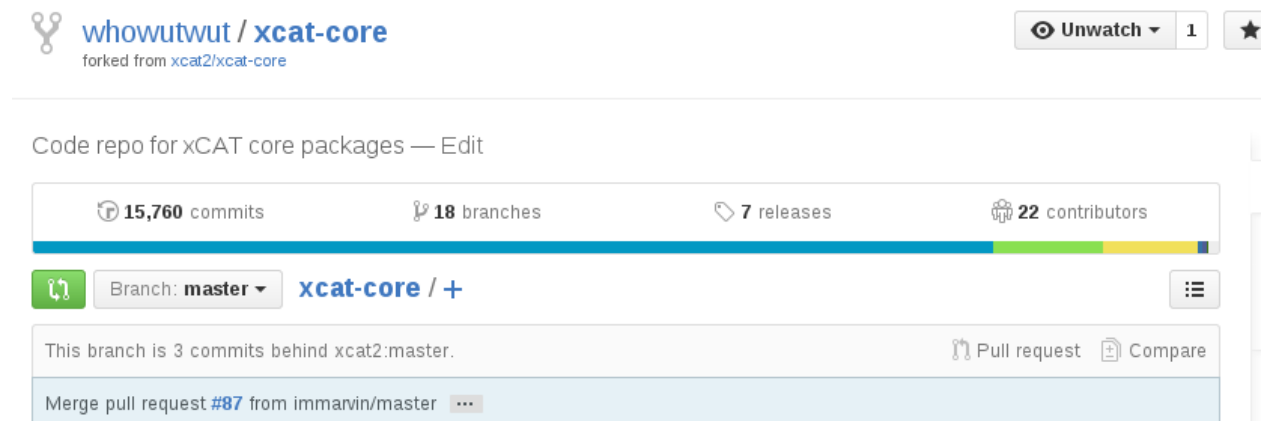 whowutwut / xcat-core
Unwatch 1
forked from xcat2/xcat-core
Code repo for xCAT core packages — Edit
15,760 commits 18 branches 7 releases 22 contributors
Branch: master xcat-core / +
This branch is 3 commits behind xcat2:master. Pull request Compare
Merge pull request #87 from immarvin/master ...